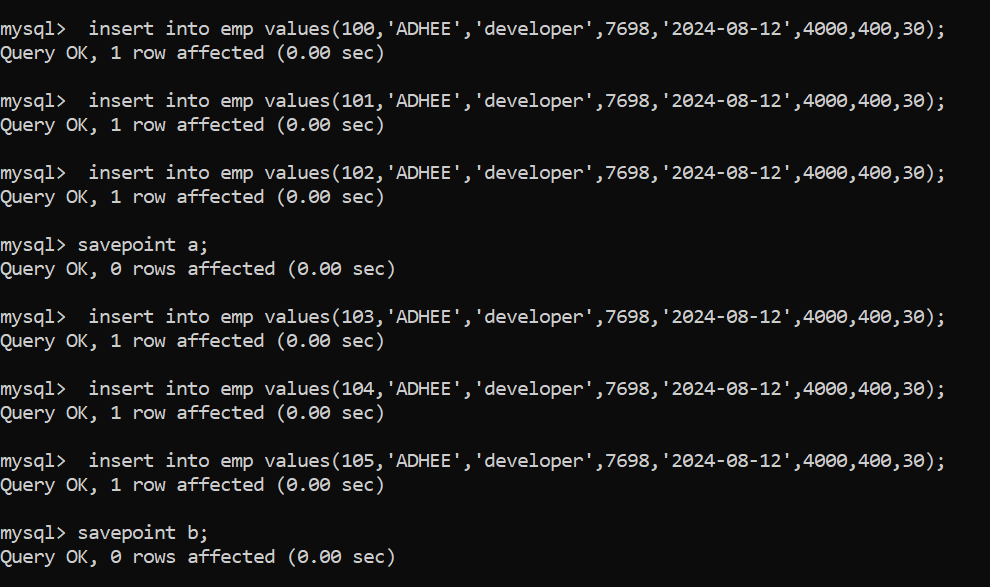 mysql>  insert into emp values(100,'ADHEE','developer',7698,'2024-08-12',4000,400,30);
Query OK, 1 row affected (0.00 sec)
mysql>  insert into emp values(101,'ADHEE','developer',7698,'2024-08-12',4000,400,30);
Query OK, 1 row affected (0.00 sec)
mysql>  insert into emp values(102,'ADHEE','developer',7698,'2024-08-12',4000,400,30);
Query OK, 1 row affected (0.00 sec)
mysql> savepoint a;
Query OK, 0 rows affected (0.00 sec)
mysql>  insert into emp values(103,'ADHEE','developer',7698,'2024-08-12',4000,400,30);
Query OK, 1 row affected (0.00 sec)
mysql>  insert into emp values(104,'ADHEE','developer',7698,'2024-08-12',4000,400,30);
Query OK, 1 row affected (0.00 sec)
mysql>  insert into emp values(105,'ADHEE','developer',7698,'2024-08-12',4000,400,30);
Query OK, 1 row affected (0.00 sec)
mysql> savepoint b;
Query OK, 0 rows affected (0.00 sec)